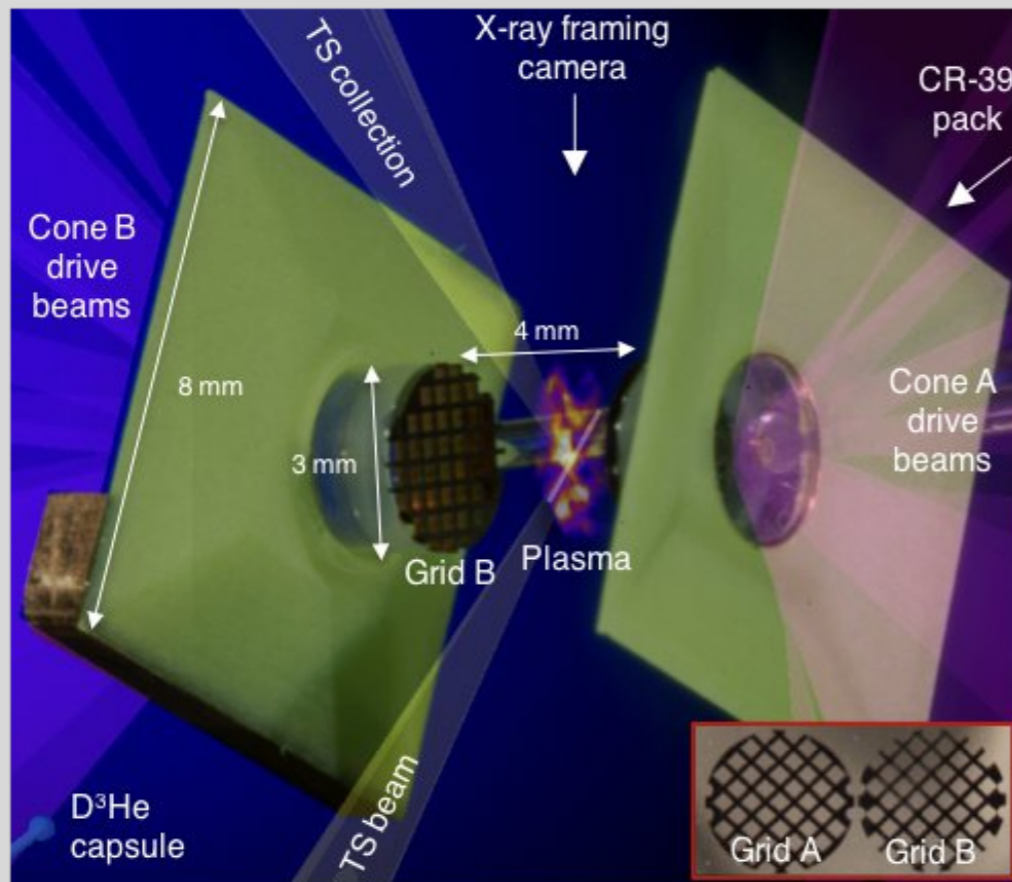 TS collection
X-ray framing
camera
CR-39
pack
Cone B
drive
beams
4 mm
8 mm
Cone A
drive
beams
3 mm
Grid B
Plasma
D³He
capsule
TS beam
Grid A
Grid B